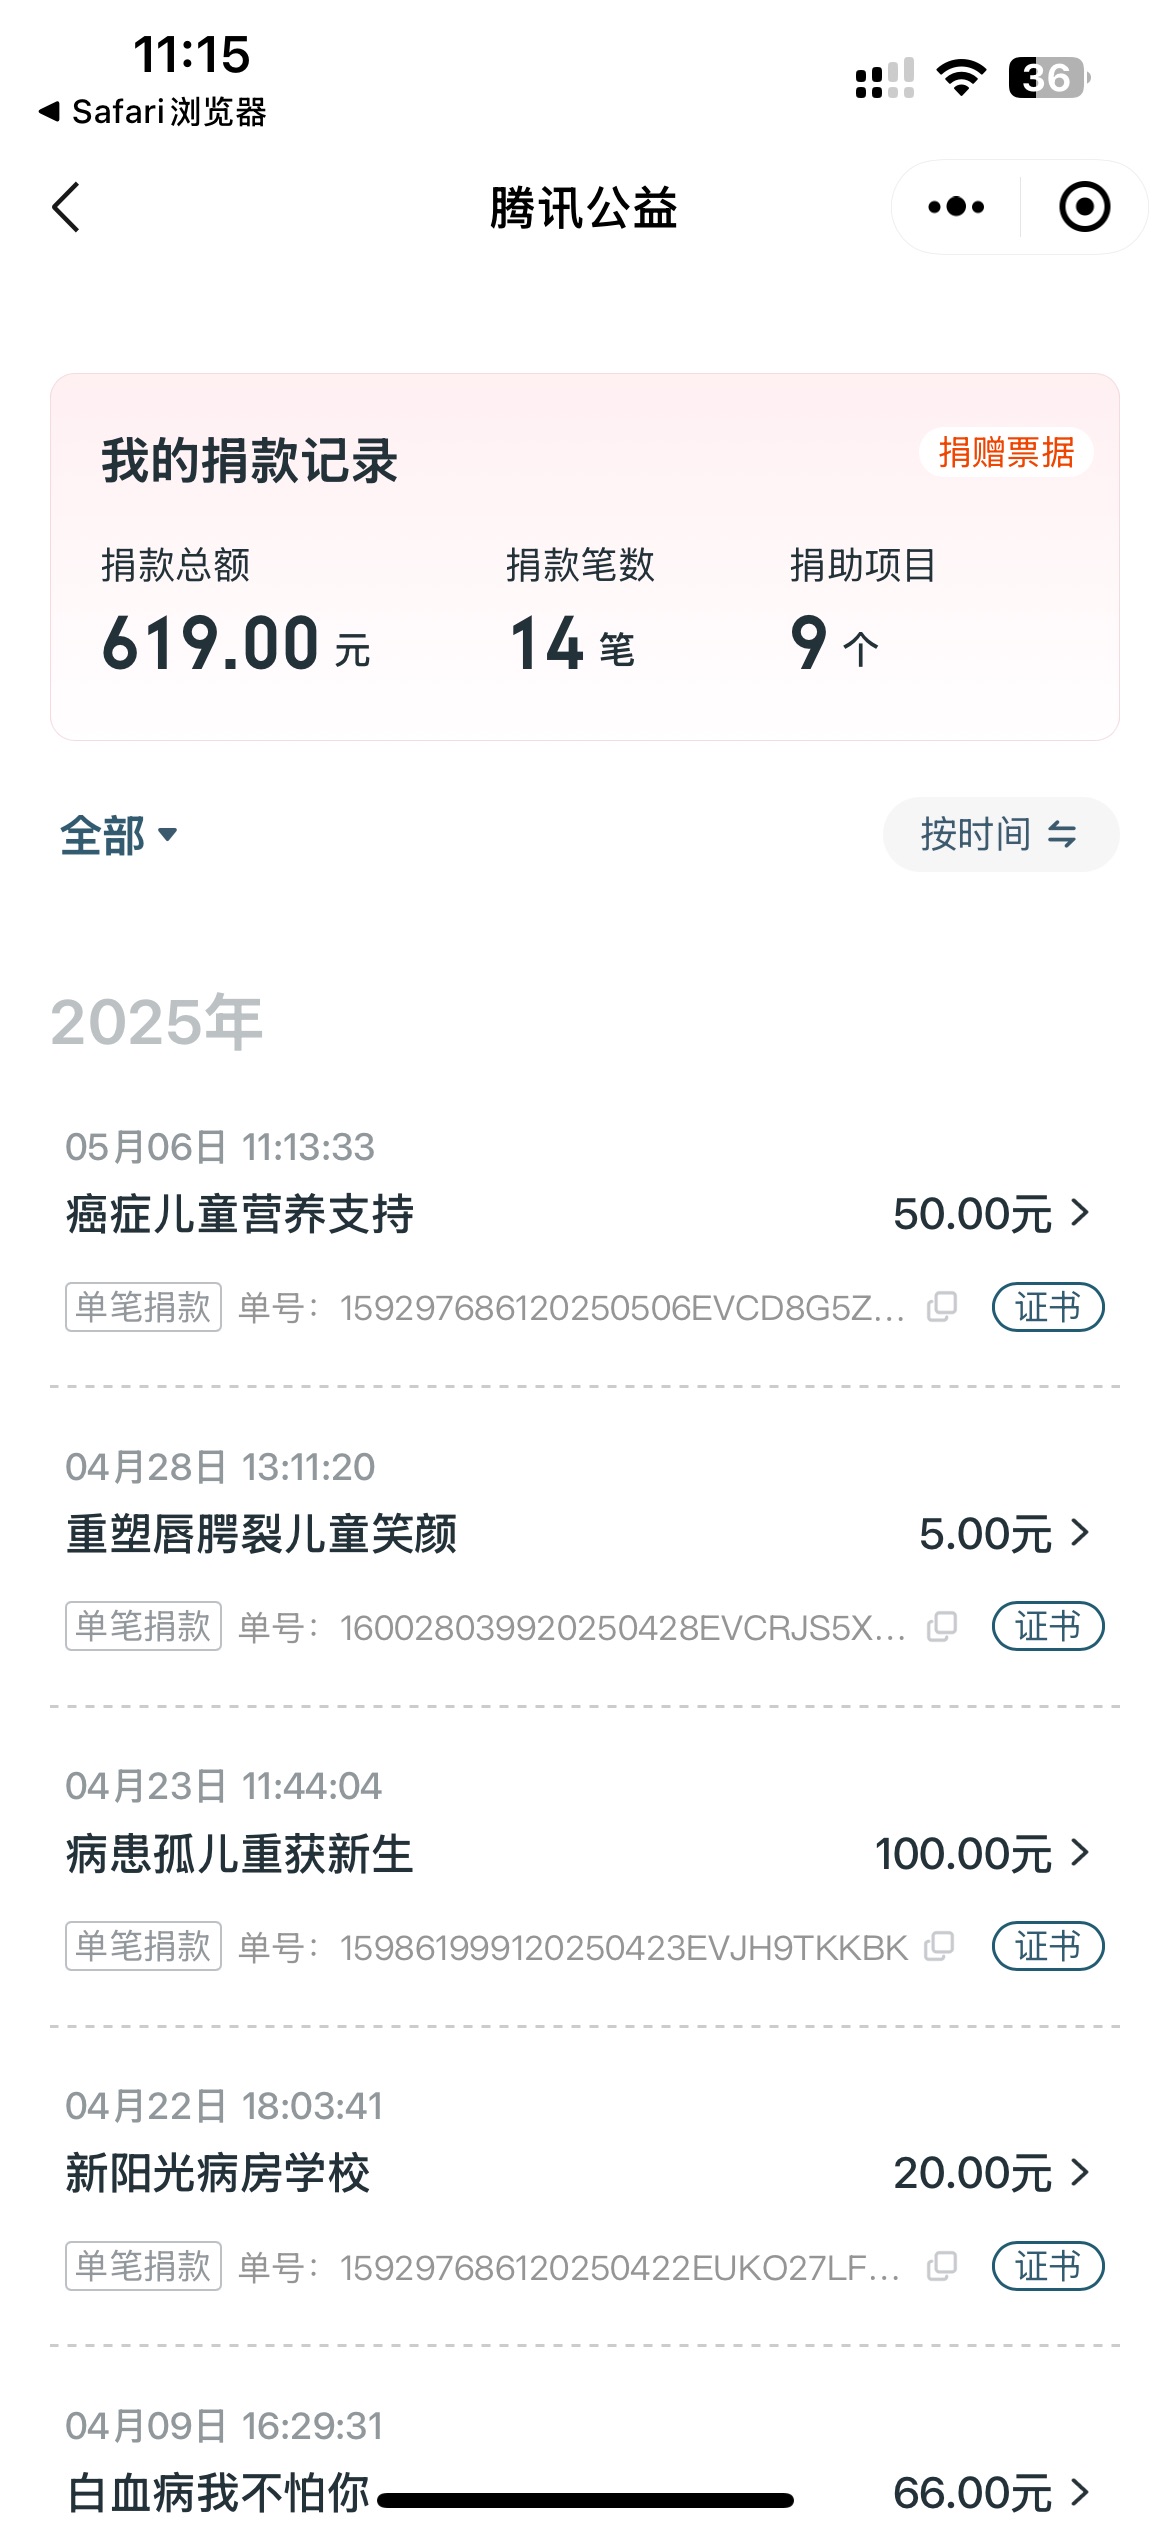 11:15
36
Safari浏览器
腾讯公益
我的捐款记录
捐赠票据
捐款总额 捐款笔数 捐助项目
619.00 元 14 笔 9 个
全部
按时间
2025年
05月06日 11:13:33
癌症儿童营养支持 50.00元
单笔捐款 单号：159297686120250506EVCD8G5Z... 证书
04月28日 13:11:20
重塑唇腭裂儿童笑颜 5.00元
单笔捐款 单号：160028039920250428EVCRJS5X... 证书
04月23日 11:44:04
病患孤儿重获新生 100.00元
单笔捐款 单号：159861999120250423EVJH9TKKBK 证书
04月22日 18:03:41
新阳光病房学校 20.00元
单笔捐款 单号：159297686120250422EUKO27LF... 证书
04月09日 16:29:31
白血病我不怕你 66.00元